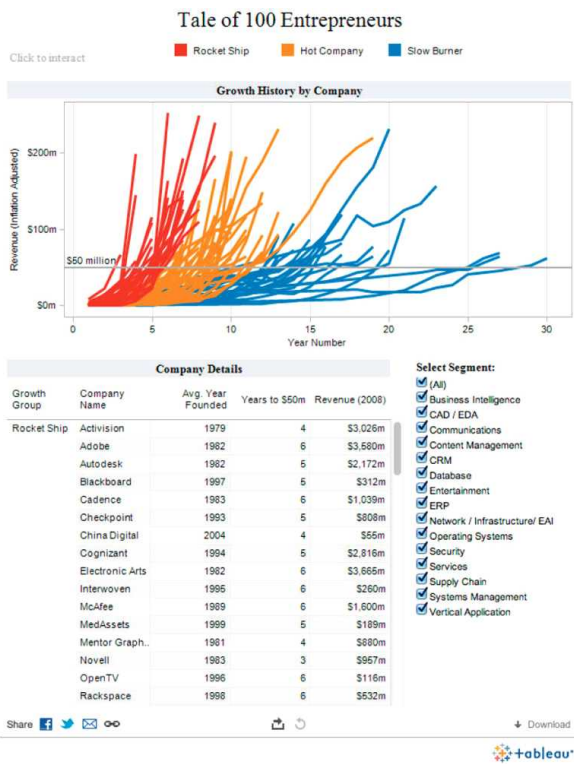 Tale of 100 Entrepreneurs
Click to interact
Rocket Ship
Hot Company
Slow Burner
Growth History by Company
Revenue (Inflation Adjusted)
$200m
$100m
$50 million
$0m
0 5 10 15 20 25 30
Year Number
Company Details
Growth Group Company Name Avg. Year Founded Years to $50m Revenue (2008)
Rocket Ship Activision 1979 4 $3,026m
Adobe 1982 6 $3,580m
Autodesk 1982 5 $2,172m
Blackboard 1997 5 $312m
Cadence 1983 6 $1,039m
Checkpoint 1993 5 $808m
China Digital 2004 4 $55m
Cognizant 1994 5 $2,816m
Electronic Arts 1982 6 $3,665m
Interwoven 1995 6 $260m
McAfee 1989 6 $1,600m
MedAssets 1999 5 $189m
Mentor Graph.. 1981 4 $880m
Novell 1983 3 $957m
OpenTV 1996 6 $116m
Rackspace 1998 6 $532m
Select Segment:
(All)
Business Intelligence
CAD / EDA
Communications
Content Management
CRM
Database
Entertainment
ERP
Network / Infrastructure/ EAI
Operating Systems
Security
Services
Supply Chain
Systems Management
Vertical Application
Share
Download
+ableau